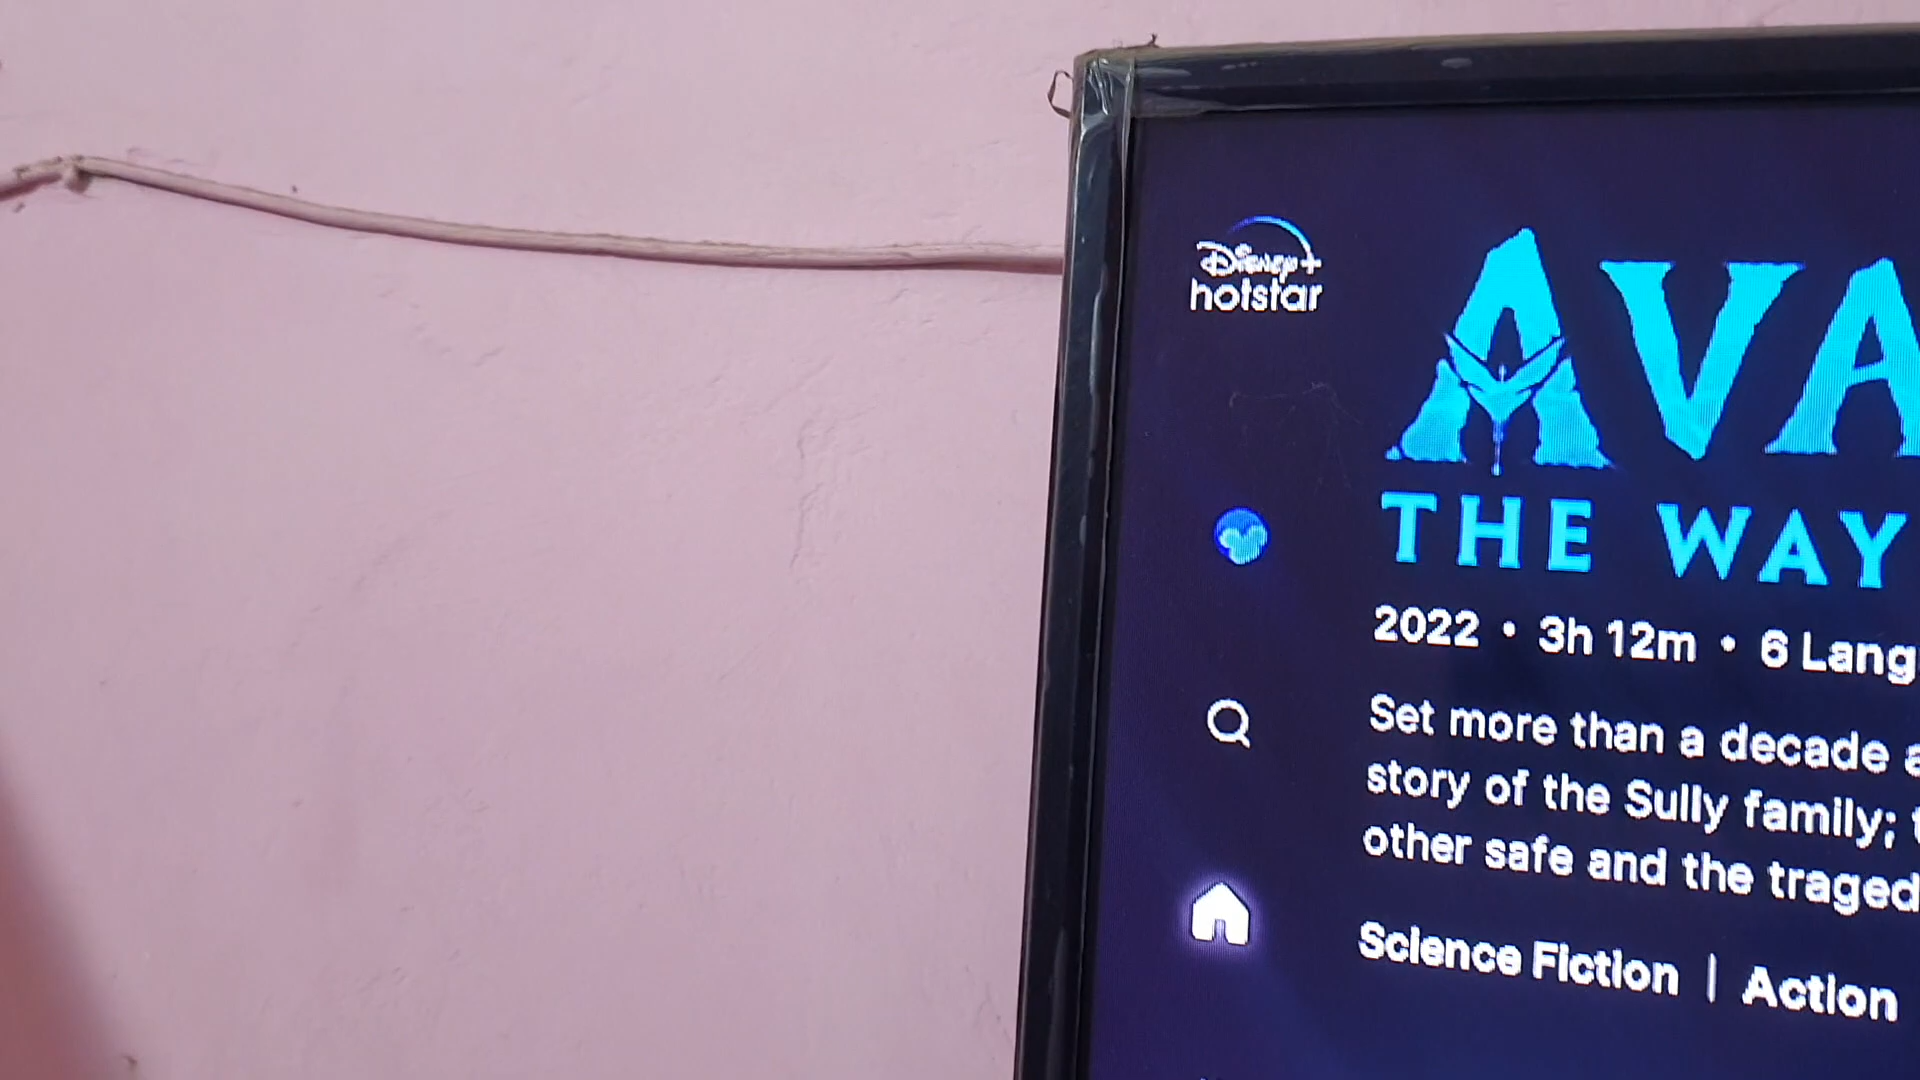 Disney+
hotstar
AVA
THE WAY
2022 • 3h 12m • 6 Lang
Set more than a decade a
story of the Sully family; t
other safe and the traged
Science Fiction | Action